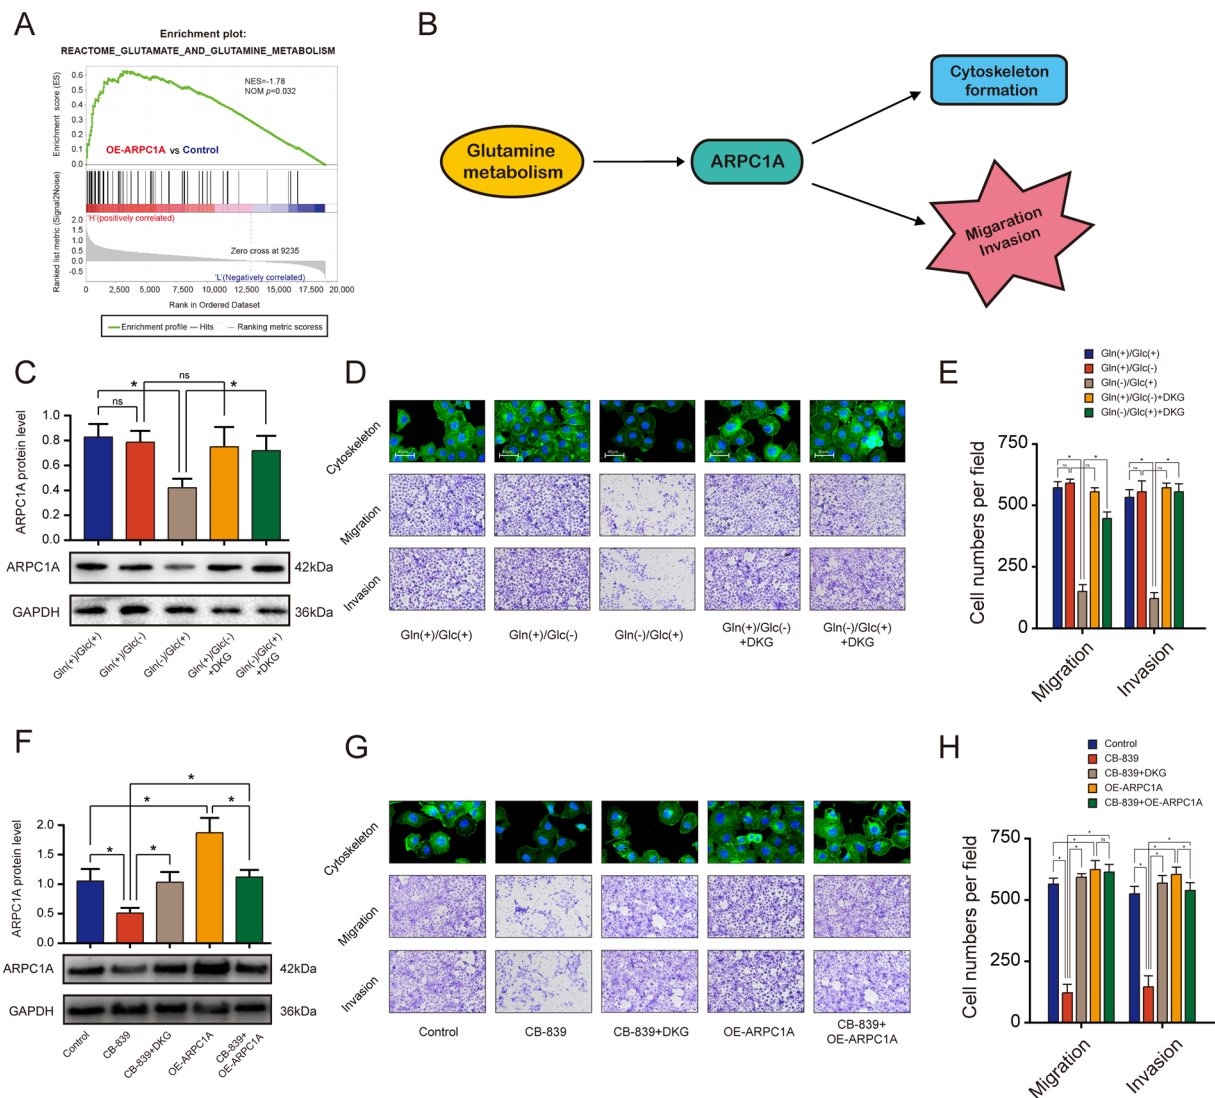 A
Enrichment plot:
REACTOME_GLUTAMATE_AND_GLUTAMINE_METABOLISM
Enrichment score (ES)
0.6
0.5
0.4
0.3
0.2
0.1
0.0
NES=-1.78
NOM p=0.032
OE-ARPC1A vs Control
Ranked list metric (Signal2Noise)
'H'(positively correlated)
2.0
1.5
1.0
0.5
0.0
-0.5
Zero cross at 9235
'L'(Negatively correlated)
0 2,500 5,000 7,500 10,000 12,500 15,000 17,500 20,000
Rank in Ordered Dataset
Enrichment profile Hits Ranking metric scoress
B
Glutamine
metabolism
ARPC1A
Cytoskeleton
formation
Migaration
Invasion
C
ARPC1A protein level
1.0
0.8
0.6
0.4
0.2
0.0
ns
*
*
ns
ARPC1A
42kDa
GAPDH
36kDa
Gln(+)/Glc(+)
Gln(+)/Glc(-)
Gln(-)/Glc(+)
Gln(+)/Glc(-)
+DKG
Gln(-)/Glc(+)
+DKG
D
Cytoskeleton
Migration
Invasion
Gln(+)/Glc(+)
Gln(+)/Glc(-)
Gln(-)/Glc(+)
Gln(+)/Glc(-)
+DKG
Gln(-)/Glc(+)
+DKG
E
Gln(+)/Glc(+)
Gln(+)/Glc(-)
Gln(-)/Glc(+)
Gln(+)/Glc(-)+DKG
Gln(-)/Glc(+)+DKG
Cell numbers per field
750
500
250
0
* *
ns ns
* *
ns ns
Migration
Invasion
F
ARPC1A protein level
2.0
1.5
1.0
0.5
0.0
*
*
*
*
*
ARPC1A
42kDa
GAPDH
36kDa
Control
CB-839
CB-839+DKG
OE-ARPC1A
CB-839+
OE-ARPC1A
G
Cytoskeleton
Migration
Invasion
Control
CB-839
CB-839+DKG
OE-ARPC1A
CB-839+
OE-ARPC1A
H
Control
CB-839
CB-839+DKG
OE-ARPC1A
CB-839+OE-ARPC1A
Cell numbers per field
750
500
250
0
*
*
* * ns
*
*
* * *
Migration
Invasion